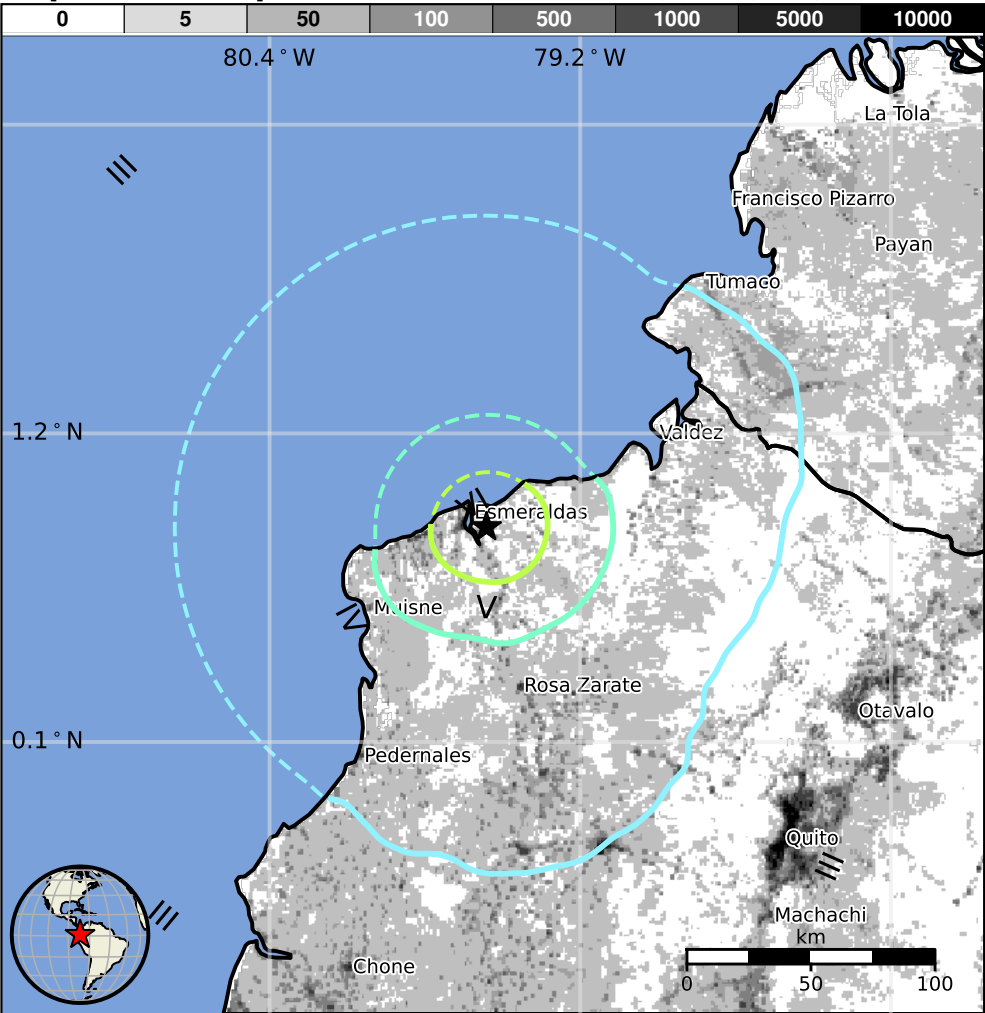 0 5 50 100 500 1000 5000 10000
80.4°W 79.2°W
La Tola
III
Francisco Pizarro
Payan
Tumaco
1.2°N
Valdez
Esmeraldas
V
Muisne
IV
Rosa Zarate
Otavalo
0.1°N
Pedernales
Quito
III
III
Machachi
km
Chone
0 50 100